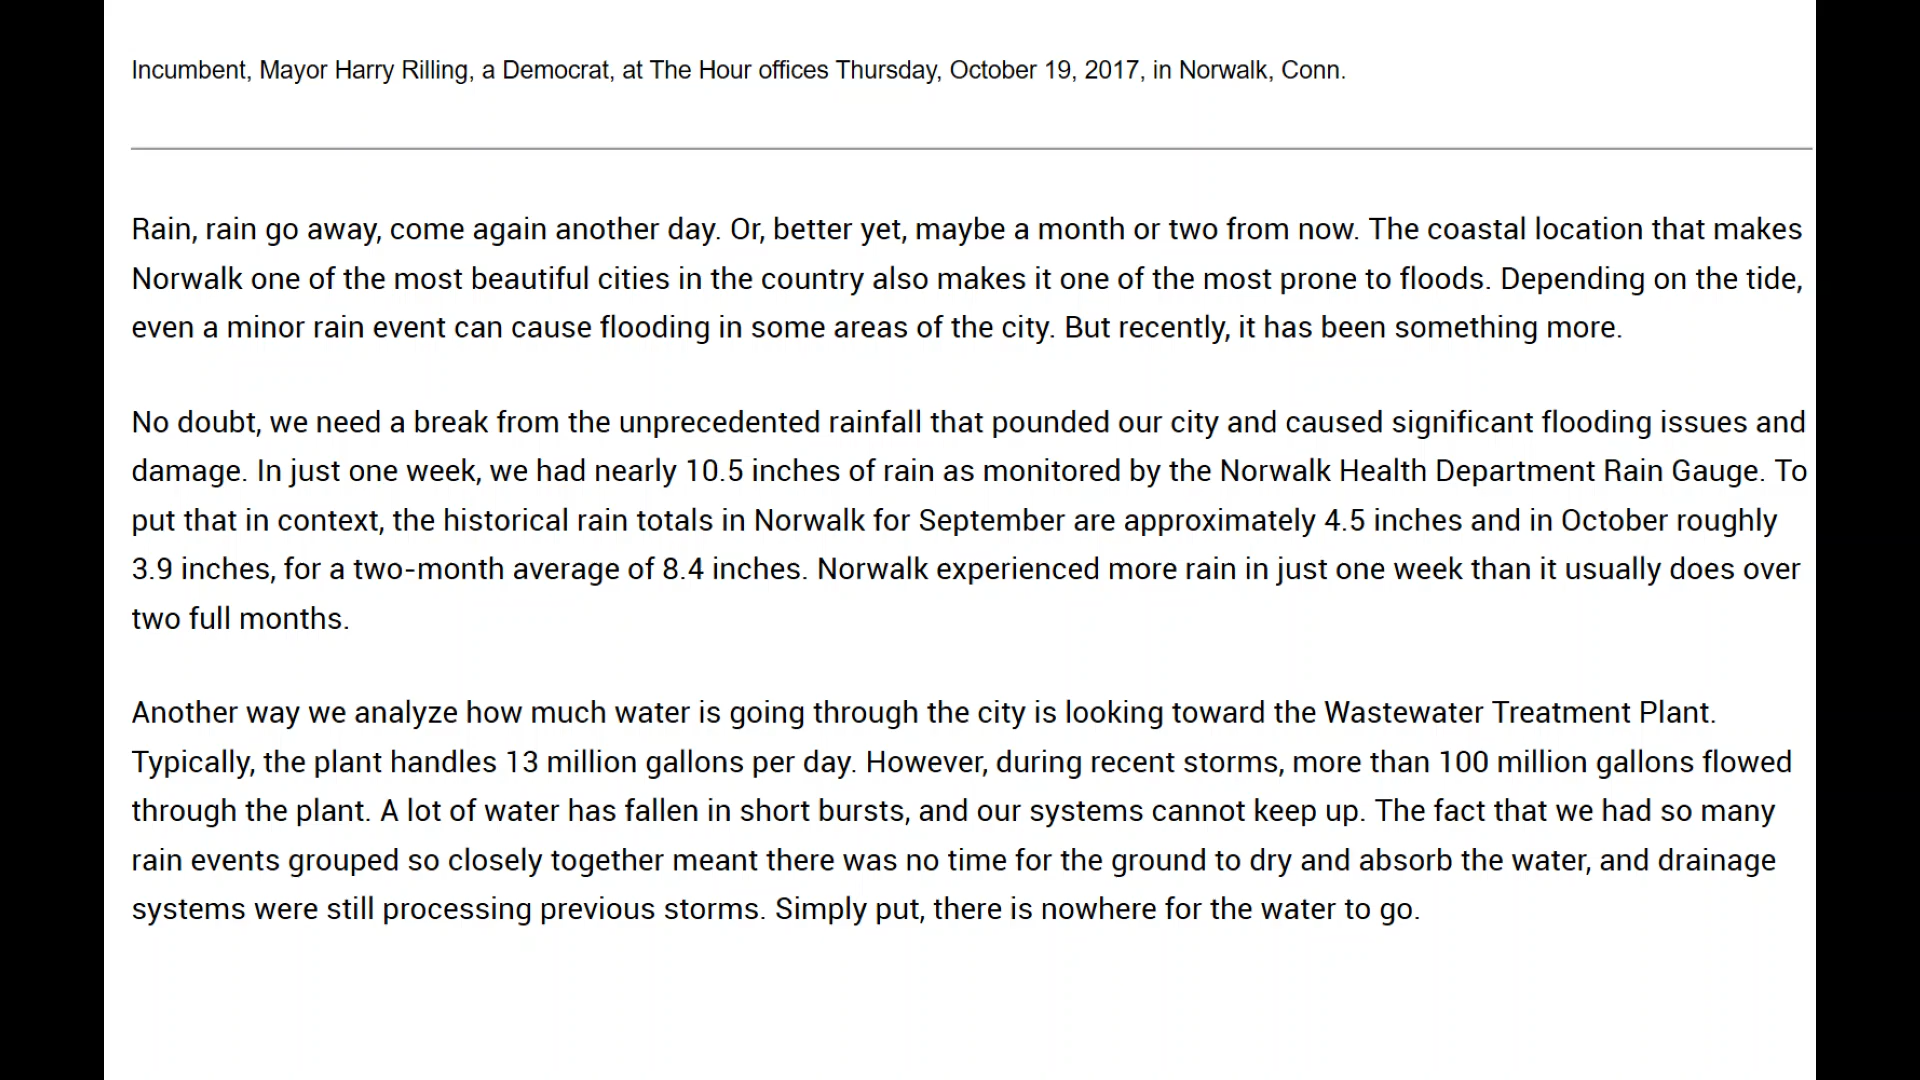 Incumbent, Mayor Harry Rilling, a Democrat, at The Hour offices Thursday, October 19, 2017, in Norwalk, Conn.
Rain, rain go away, come again another day. Or, better yet, maybe a month or two from now. The coastal location that makes
Norwalk one of the most beautiful cities in the country also makes it one of the most prone to floods. Depending on the tide,
even a minor rain event can cause flooding in some areas of the city. But recently, it has been something more.
No doubt, we need a break from the unprecedented rainfall that pounded our city and caused significant flooding issues and
damage. In just one week, we had nearly 10.5 inches of rain as monitored by the Norwalk Health Department Rain Gauge. To
put that in context, the historical rain totals in Norwalk for September are approximately 4.5 inches and in October roughly
3.9 inches, for a two-month average of 8.4 inches. Norwalk experienced more rain in just one week than it usually does over
two full months.
Another way we analyze how much water is going through the city is looking toward the Wastewater Treatment Plant.
Typically, the plant handles 13 million gallons per day. However, during recent storms, more than 100 million gallons flowed
through the plant. A lot of water has fallen in short bursts, and our systems cannot keep up. The fact that we had so many
rain events grouped so closely together meant there was no time for the ground to dry and absorb the water, and drainage
systems were still processing previous storms. Simply put, there is nowhere for the water to go.